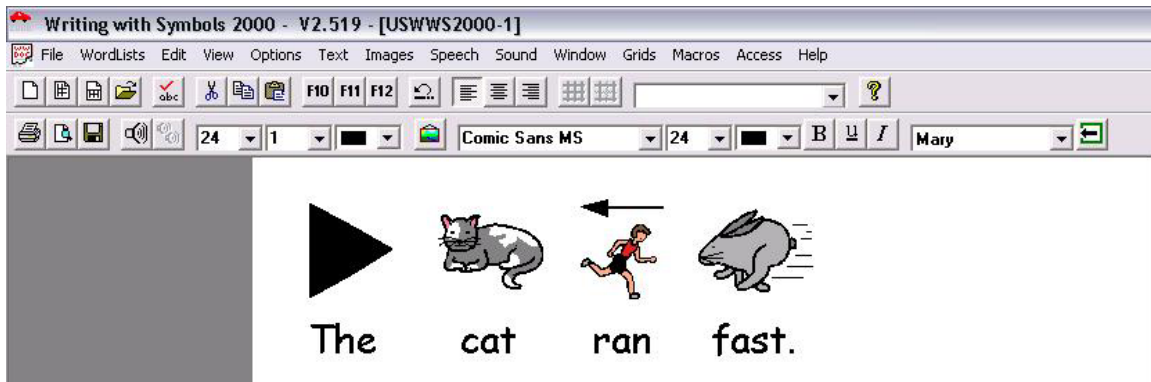 Writing with Symbols 2000 - V2.519 - [USWWS2000-1]
File WordLists Edit View Options Text Images Speech Sound Window Grids Macros Access Help
abc F10 F11 F12
24 1 Comic Sans MS 24 B u I Mary
The cat ran fast.